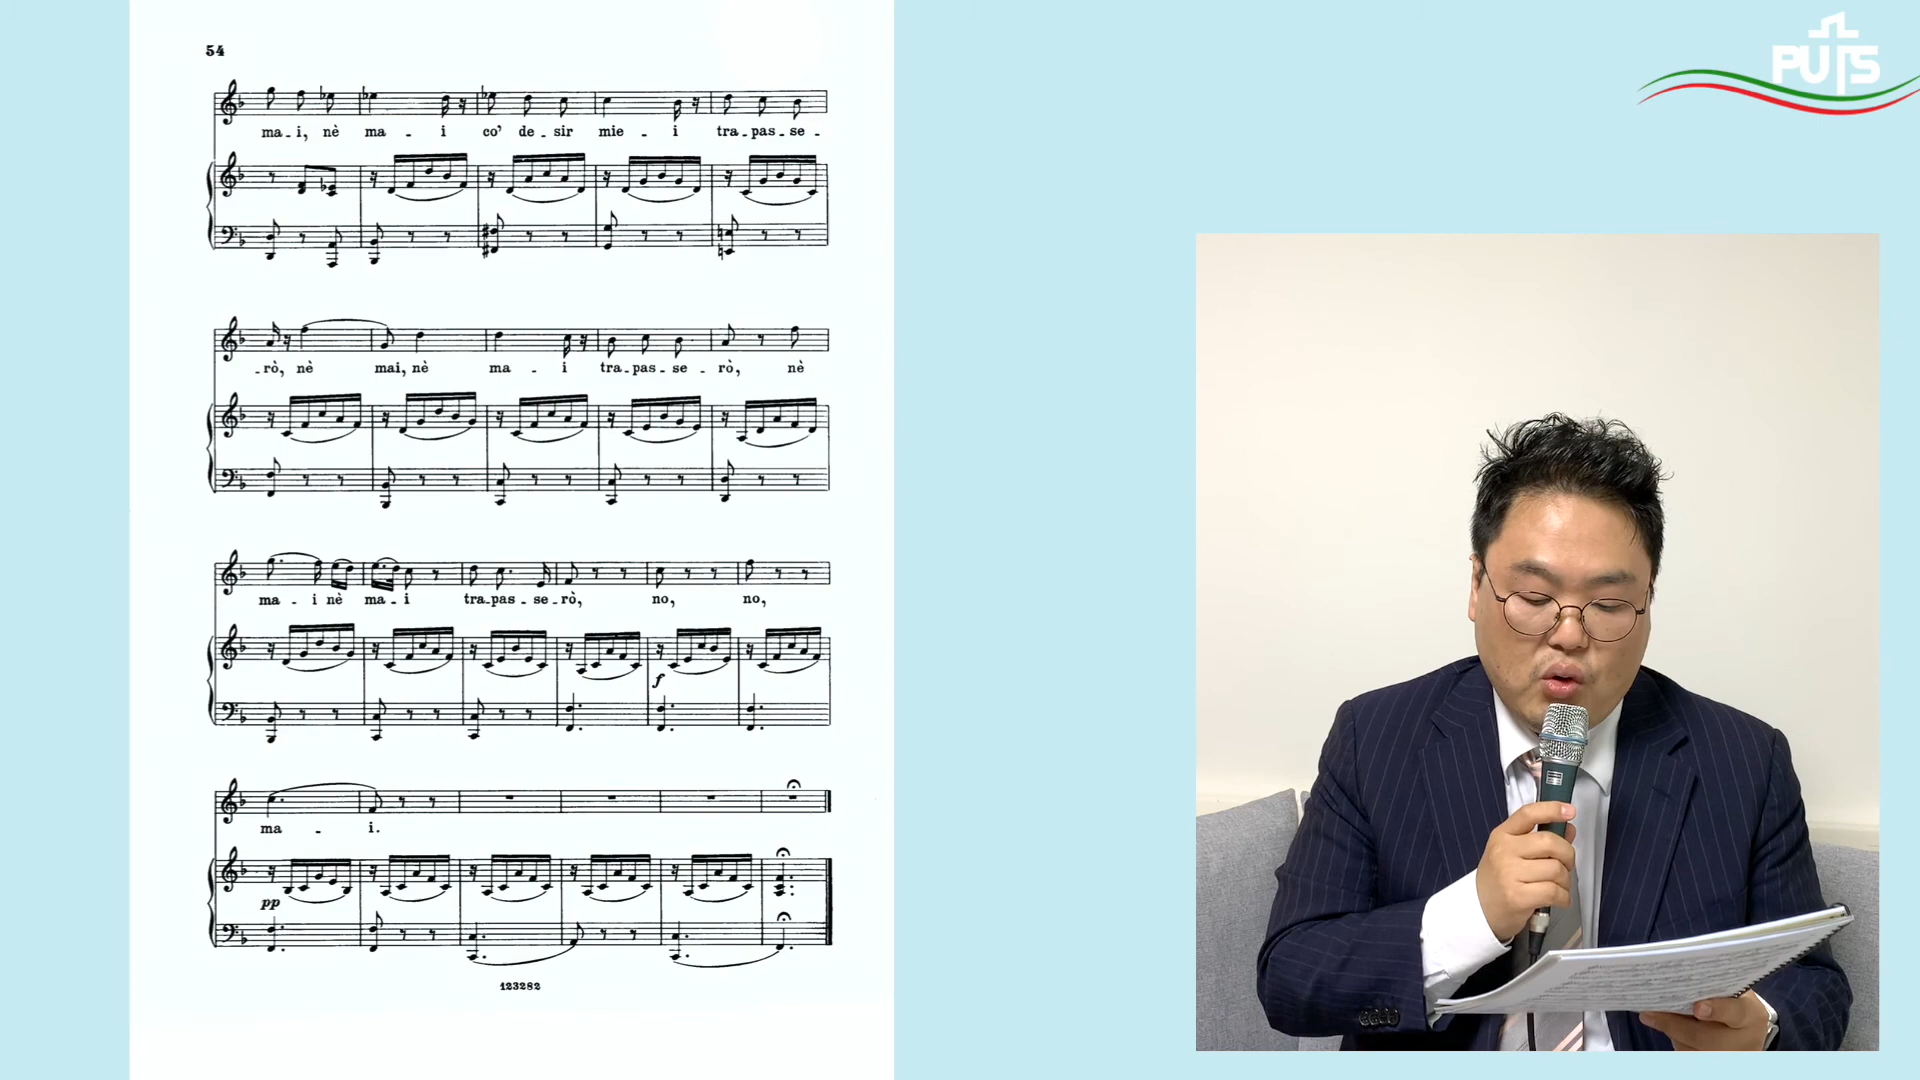 54
PUTS
ma - i, nè ma - i co' de - sir mie - i tra - pas - se -
- rò, nè mai, nè ma - i tra - pas - se - rò, nè
ma - i nè ma - i tra - pas - se - rò, no, no,
f
ma - i.
pp
123282